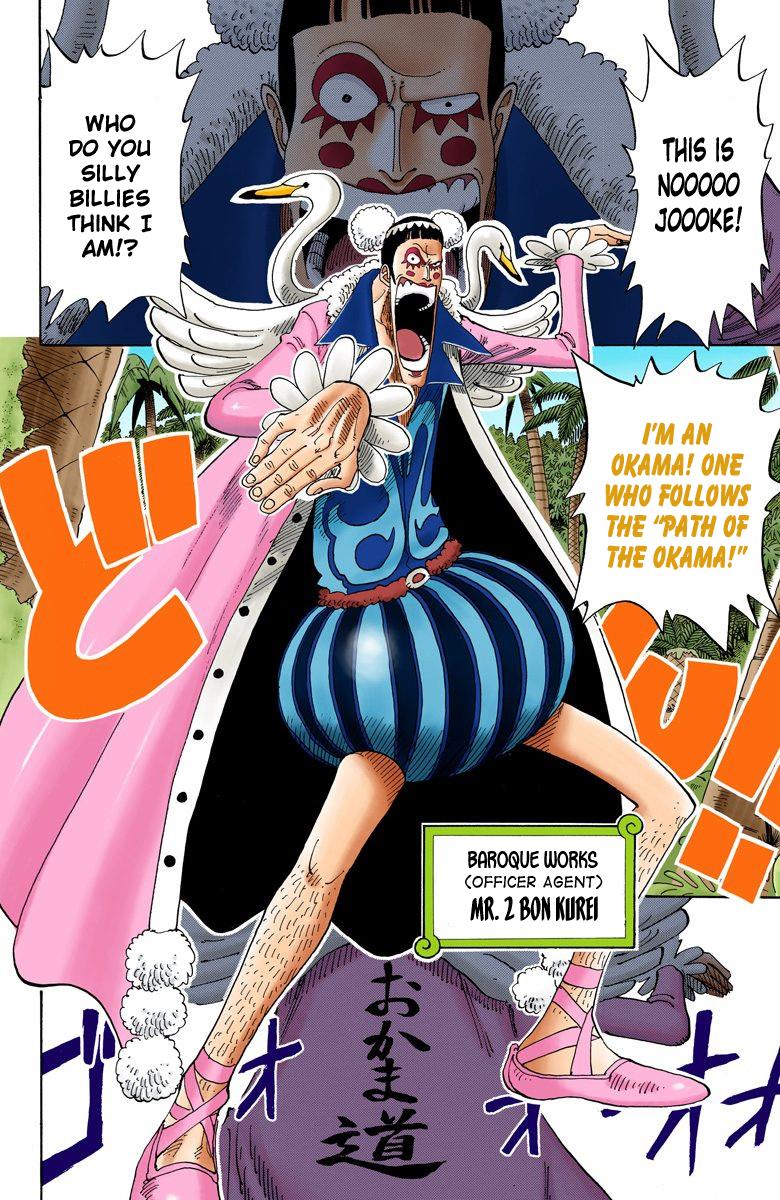 THIS IS
NOOOOO
JOOOKE!
WHO
DO YOU
SILLY
BILLIES
THINK I
AM!?
I'M AN
OKAMA! ONE
WHO FOLLOWS
THE “PATH OF
THE OKAMA!”
ど
ん!!
BAROQUE WORKS
(OFFICER AGENT)
MR. 2 BON KUREI
おかま道
ゴオオオ